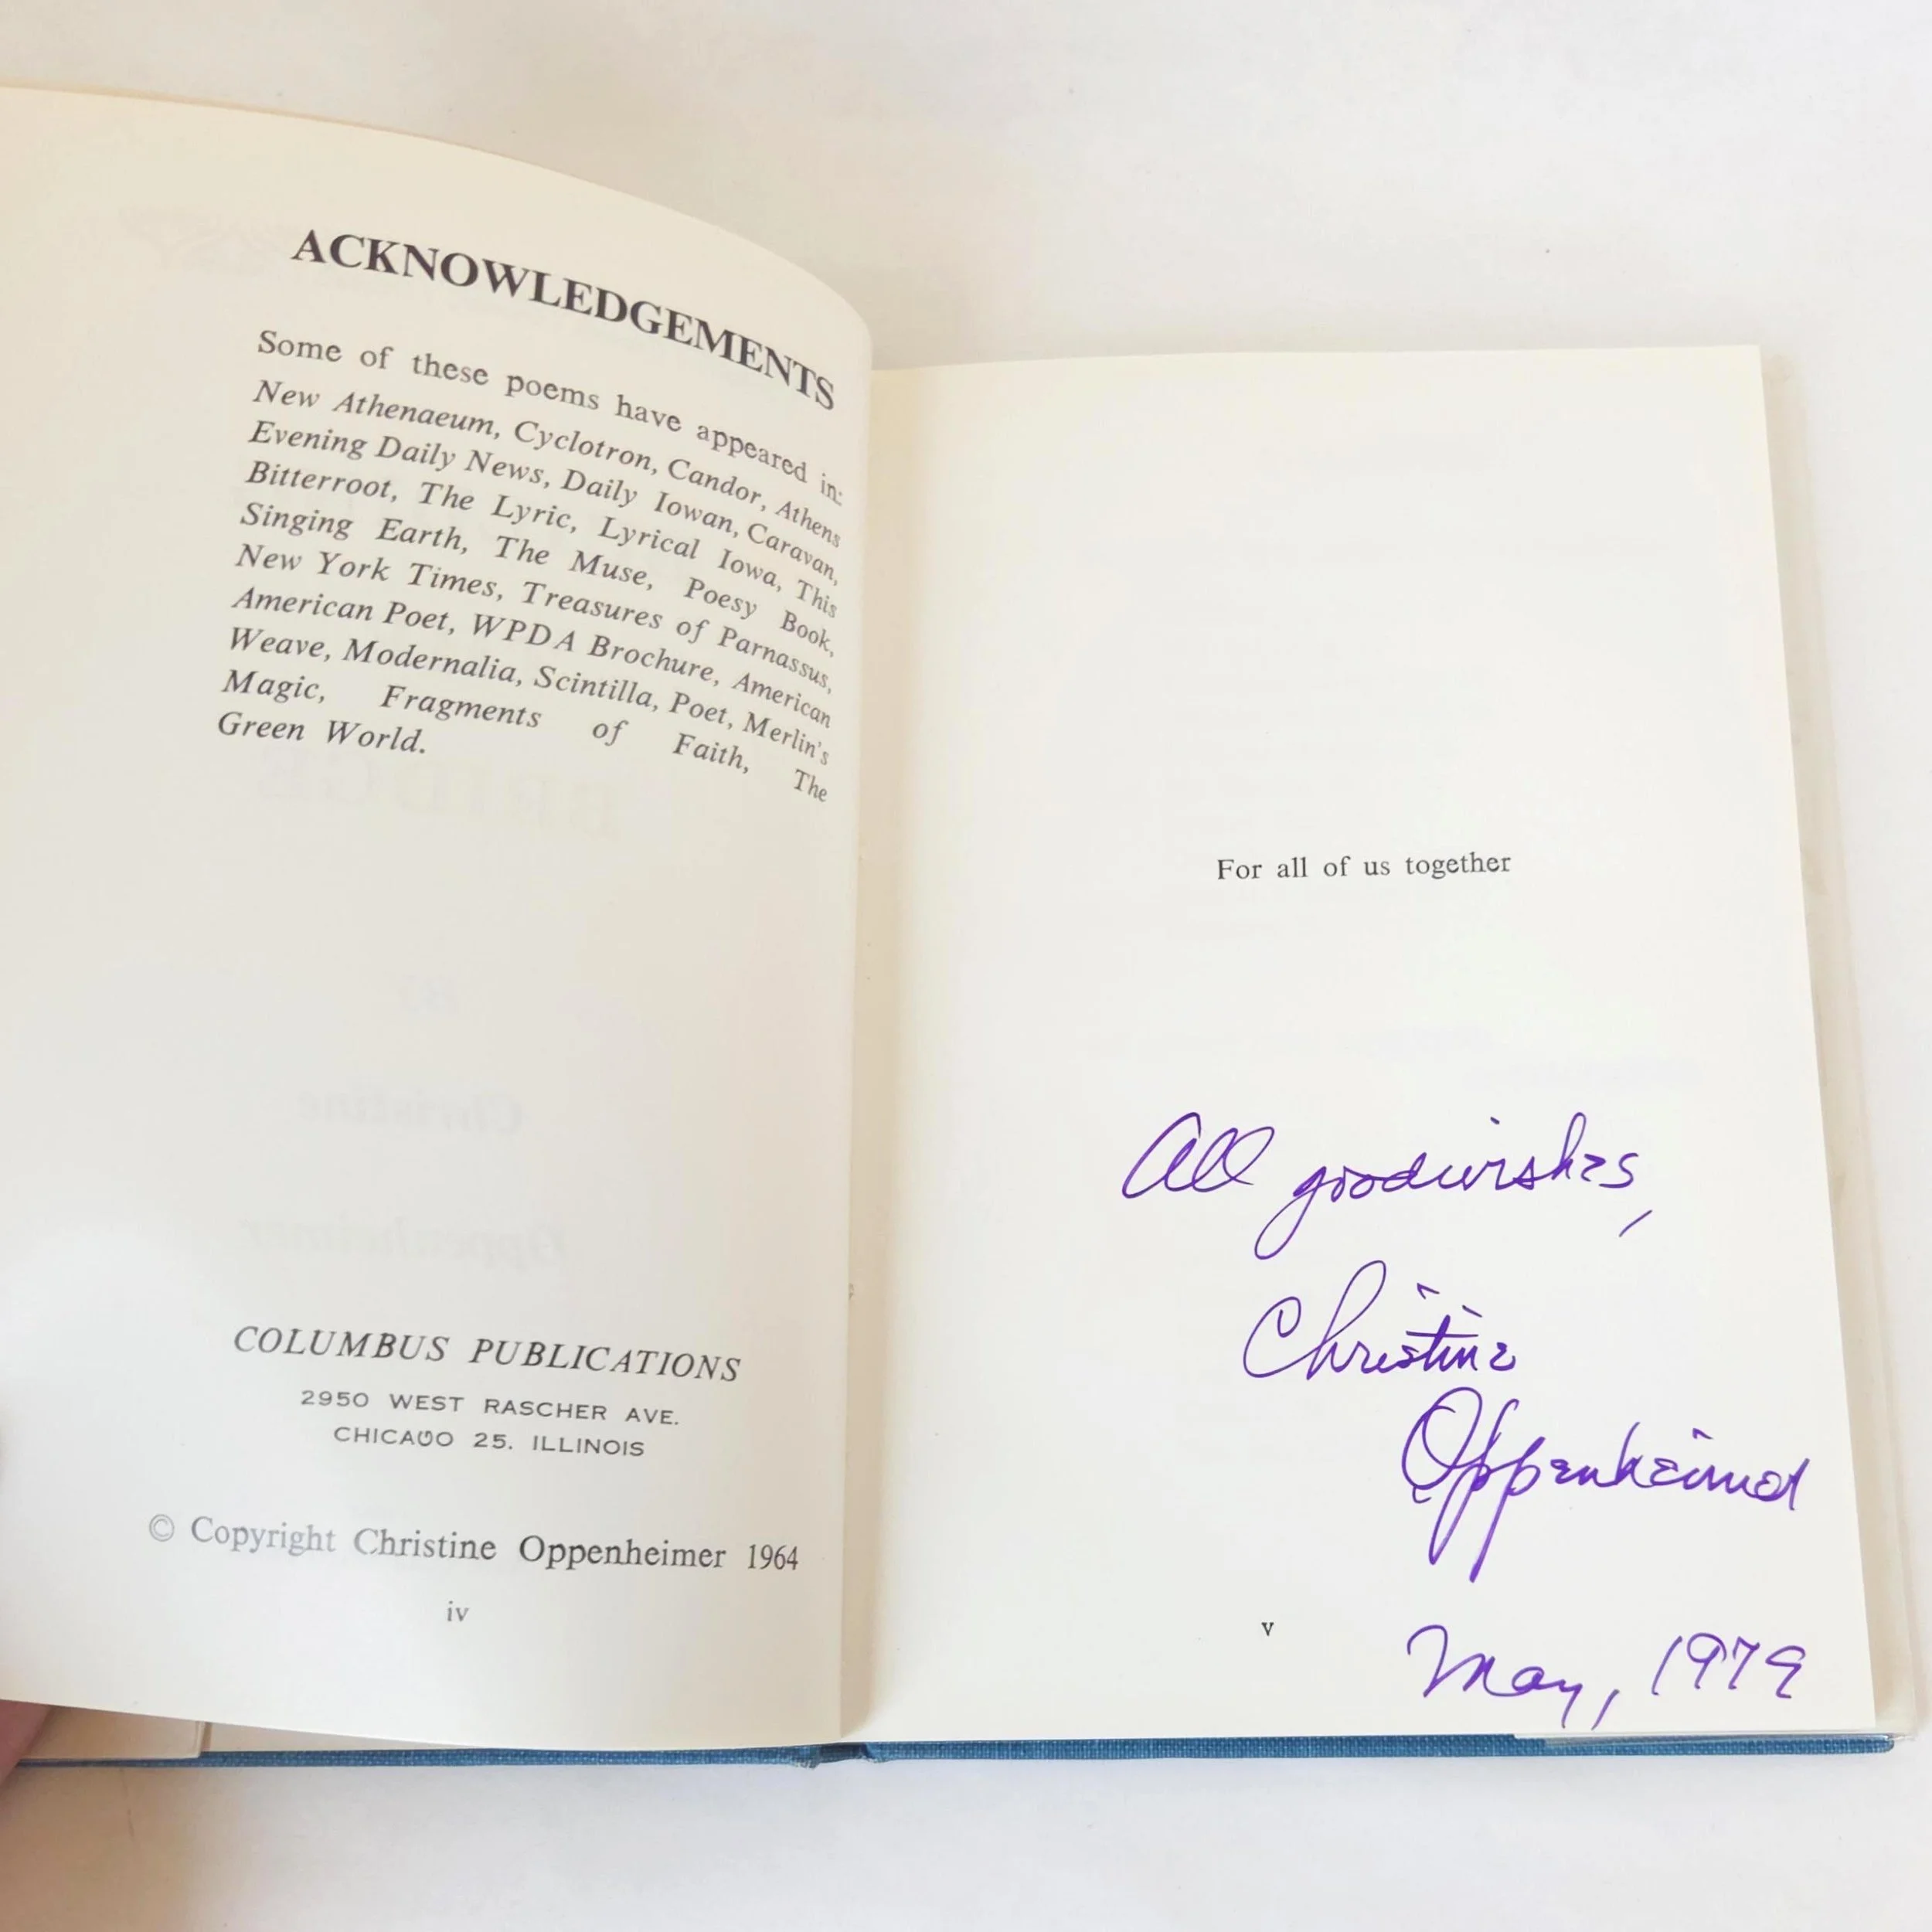 ACKNOWLEDGEMENTS
Some of these poems have appeared in:
New Athenaeum, Cyclotron, Candor, Athens
Evening Daily News, Daily Iowan, Caravan,
Bitterroot, The Lyric, Lyrical Iowa, This
Singing Earth, The Muse, Poesy Book,
New York Times, Treasures of Parnassus,
American Poet, WPDA Brochure, American
Weave, Modernalia, Scintilla, Poet, Merlin's
Magic, Fragments of Faith, The
Green World.
BRIDGE
Christine
Oppenheimer
COLUMBUS PUBLICATIONS
2950 WEST RASCHER AVE.
CHICAGO 25. ILLINOIS
© Copyright Christine Oppenheimer 1964
iv
For all of us together
All goodwishes,
Christine
Oppenheimer
v
May, 1979